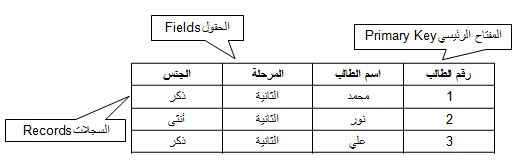 الحقول Fields
المفتاح الرئيسي Primary Key
رقم الطالب اسم الطالب المرحلة الجنس
1 محمد الثانية ذكر
2 نور الثانية أنثى
3 علي الثانية ذكر
السجلات Records